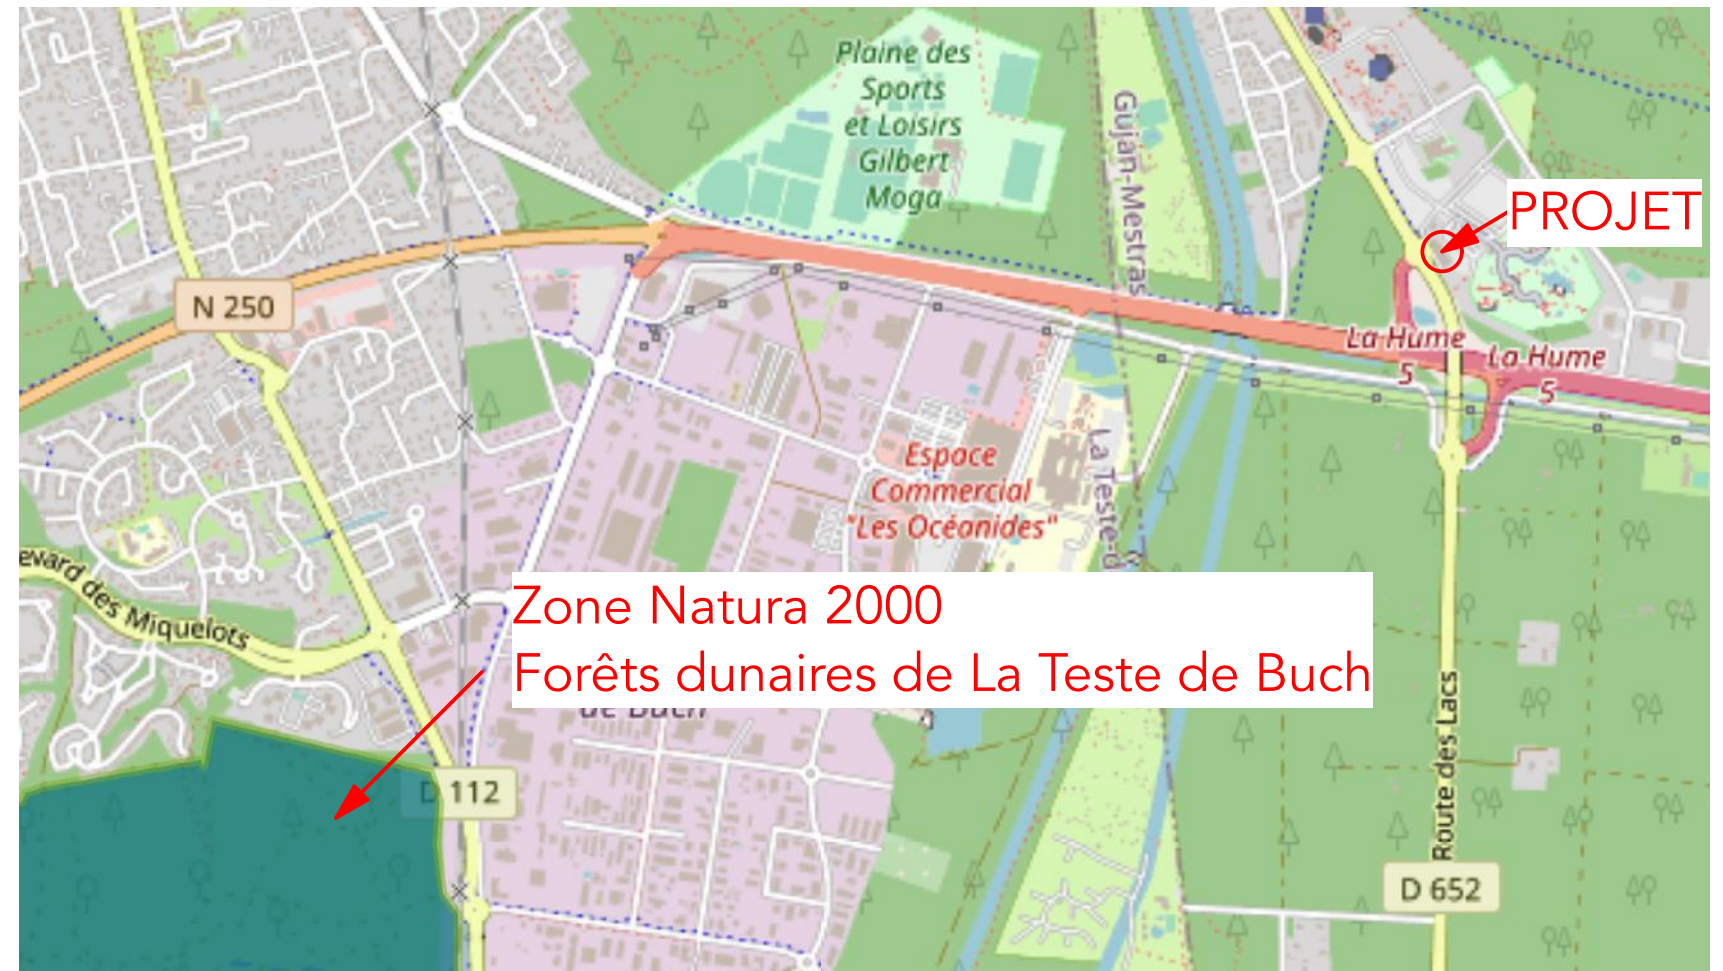 Plaine des
Sports
et Loisirs
Gilbert
Moga
Gujan-Mestras
PROJET
N 250
La Hume
5
La Hume
5
Espace
Commercial
"Les Océanides"
La Teste-d
evard des Miquelots
Zone Natura 2000
Forêts dunaires de La Teste de Buch
de Buch
D 112
Route des Lacs
D 652